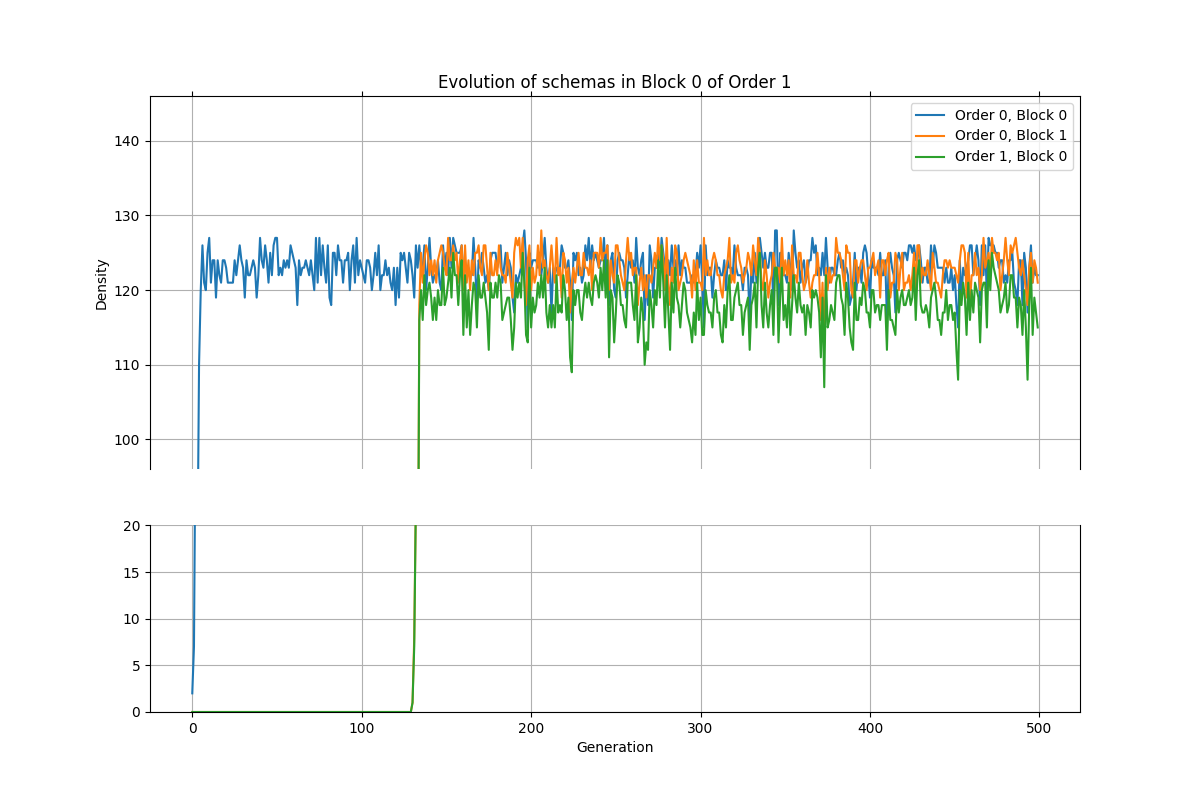 Evolution of schemas in Block 0 of Order 1
Order 0, Block 0
Order 0, Block 1
Order 1, Block 0
140
130
120
110
100
Density
20
15
10
5
0
0 100 200 300 400 500
Generation